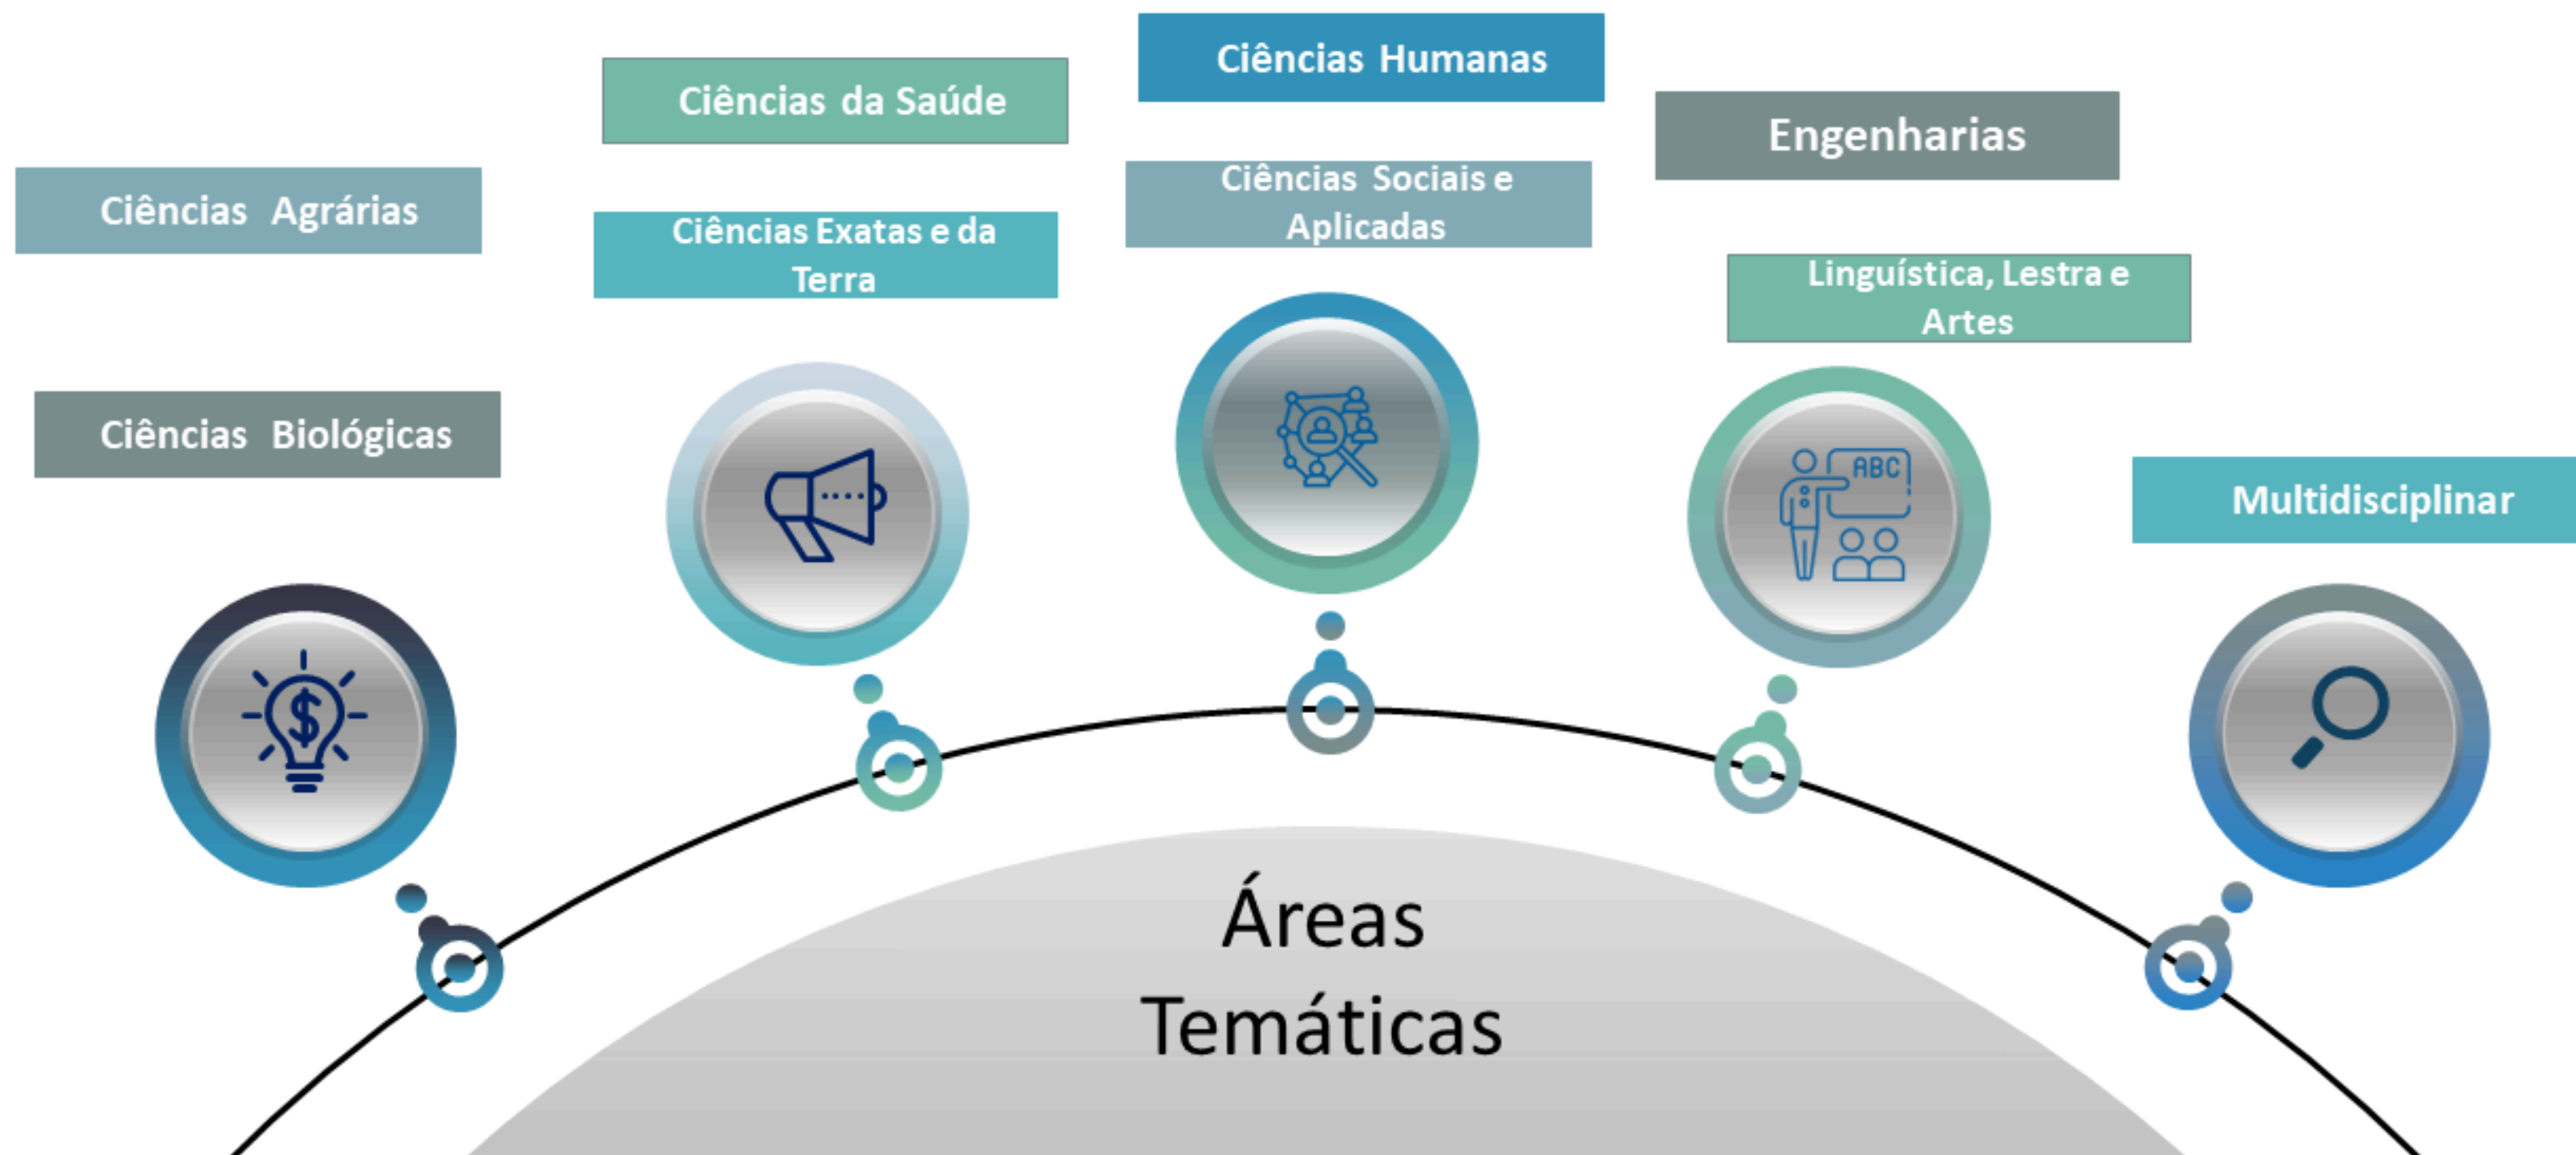 Ciências Agrárias
Ciências Biológicas
Ciências da Saúde
Ciências Exatas e da
Terra
Ciências Humanas
Ciências Sociais e
Aplicadas
Engenharias
Linguística, Lestra e
Artes
ABC
Multidisciplinar
$
Áreas
Temáticas